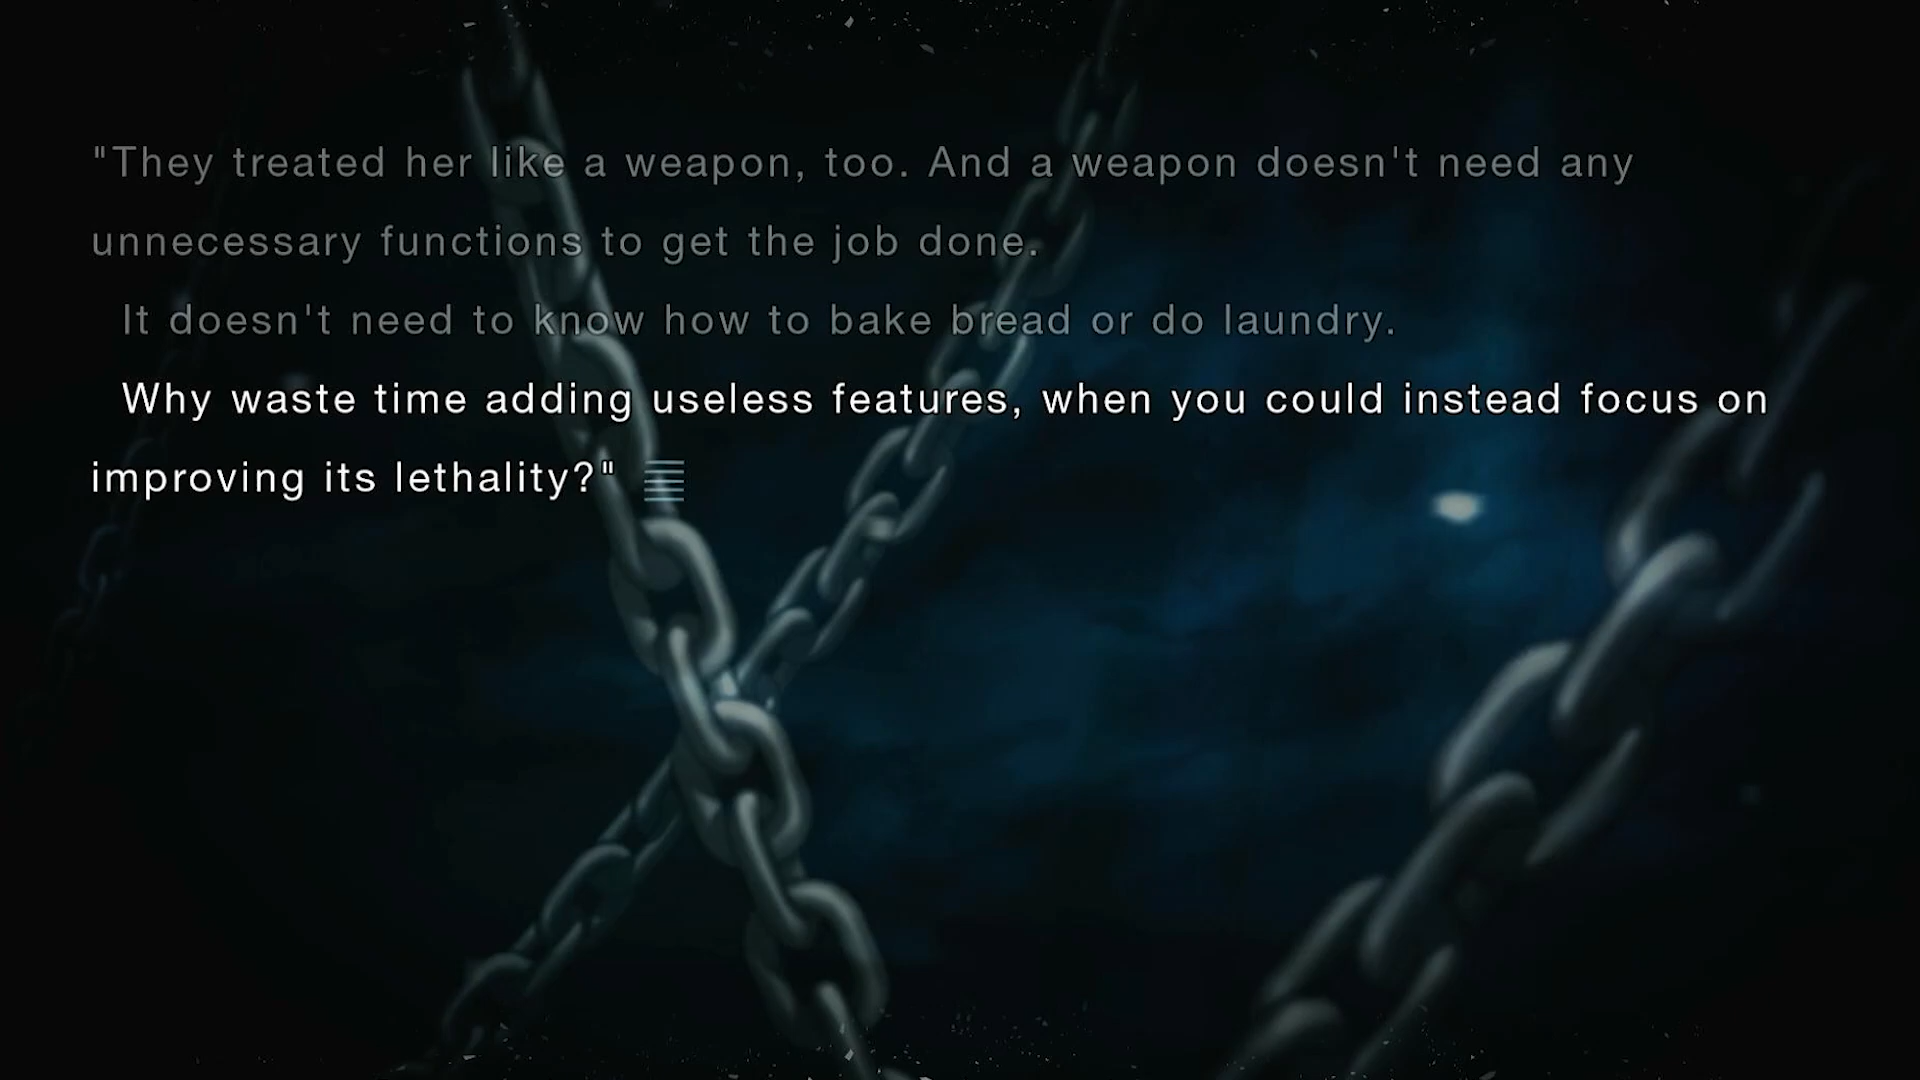 "They treated her like a weapon, too. And a weapon doesn't need any
unnecessary functions to get the job done.
It doesn't need to know how to bake bread or do laundry.
Why waste time adding useless features, when you could instead focus on
improving its lethality?"